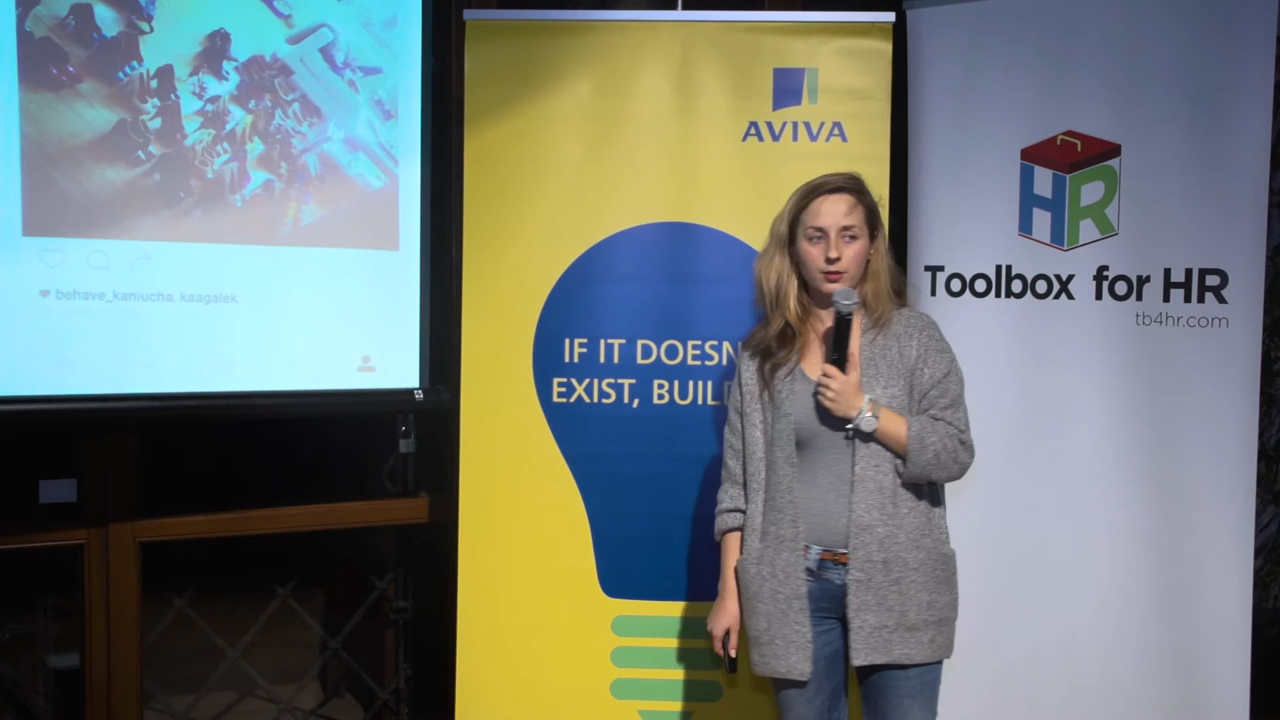 behave_kaniucha, kaagalek
AVIVA
IF IT DOESN
EXIST, BUIL
HR
Toolbox for HR
tb4hr.com